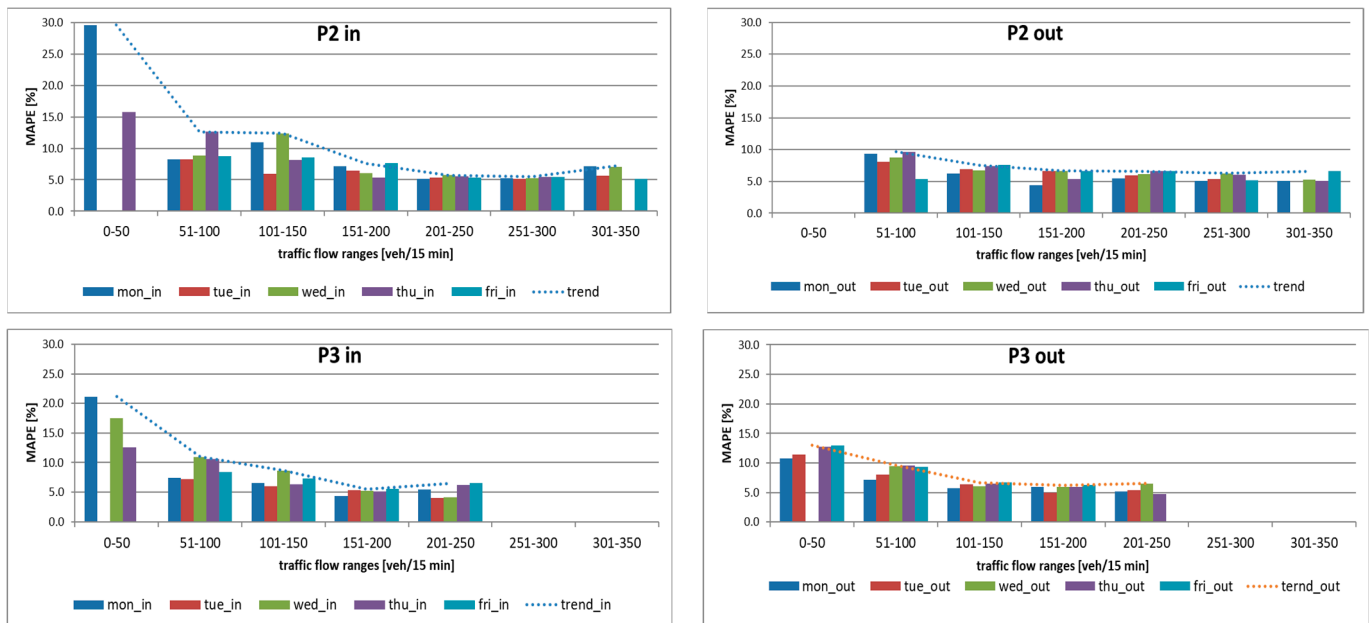 P2 in
MAPE [%]
30.0
25.0
20.0
15.0
10.0
5.0
0.0
0-50 51-100 101-150 151-200 201-250 251-300 301-350
traffic flow ranges [veh/15 min]
mon_in tue_in wed_in thu_in fri_in trend
P2 out
MAPE [%]
30.0
25.0
20.0
15.0
10.0
5.0
0.0
0-50 51-100 101-150 151-200 201-250 251-300 301-350
traffic flow ranges [veh/15 min]
mon_out tue_out wed_out thu_out fri_out trend
P3 in
MAPE [%]
30.0
25.0
20.0
15.0
10.0
5.0
0.0
0-50 51-100 101-150 151-200 201-250 251-300 301-350
traffic flow ranges [veh/15 min]
mon_in tue_in wed_in thu_in fri_in trend_in
P3 out
MAPE [%]
30.0
25.0
20.0
15.0
10.0
5.0
0.0
0-50 51-100 101-150 151-200 201-250 251-300 301-350
traffic flow ranges [veh/15 min]
mon_out tue_out wed_out thu_out fri_out ternd_out